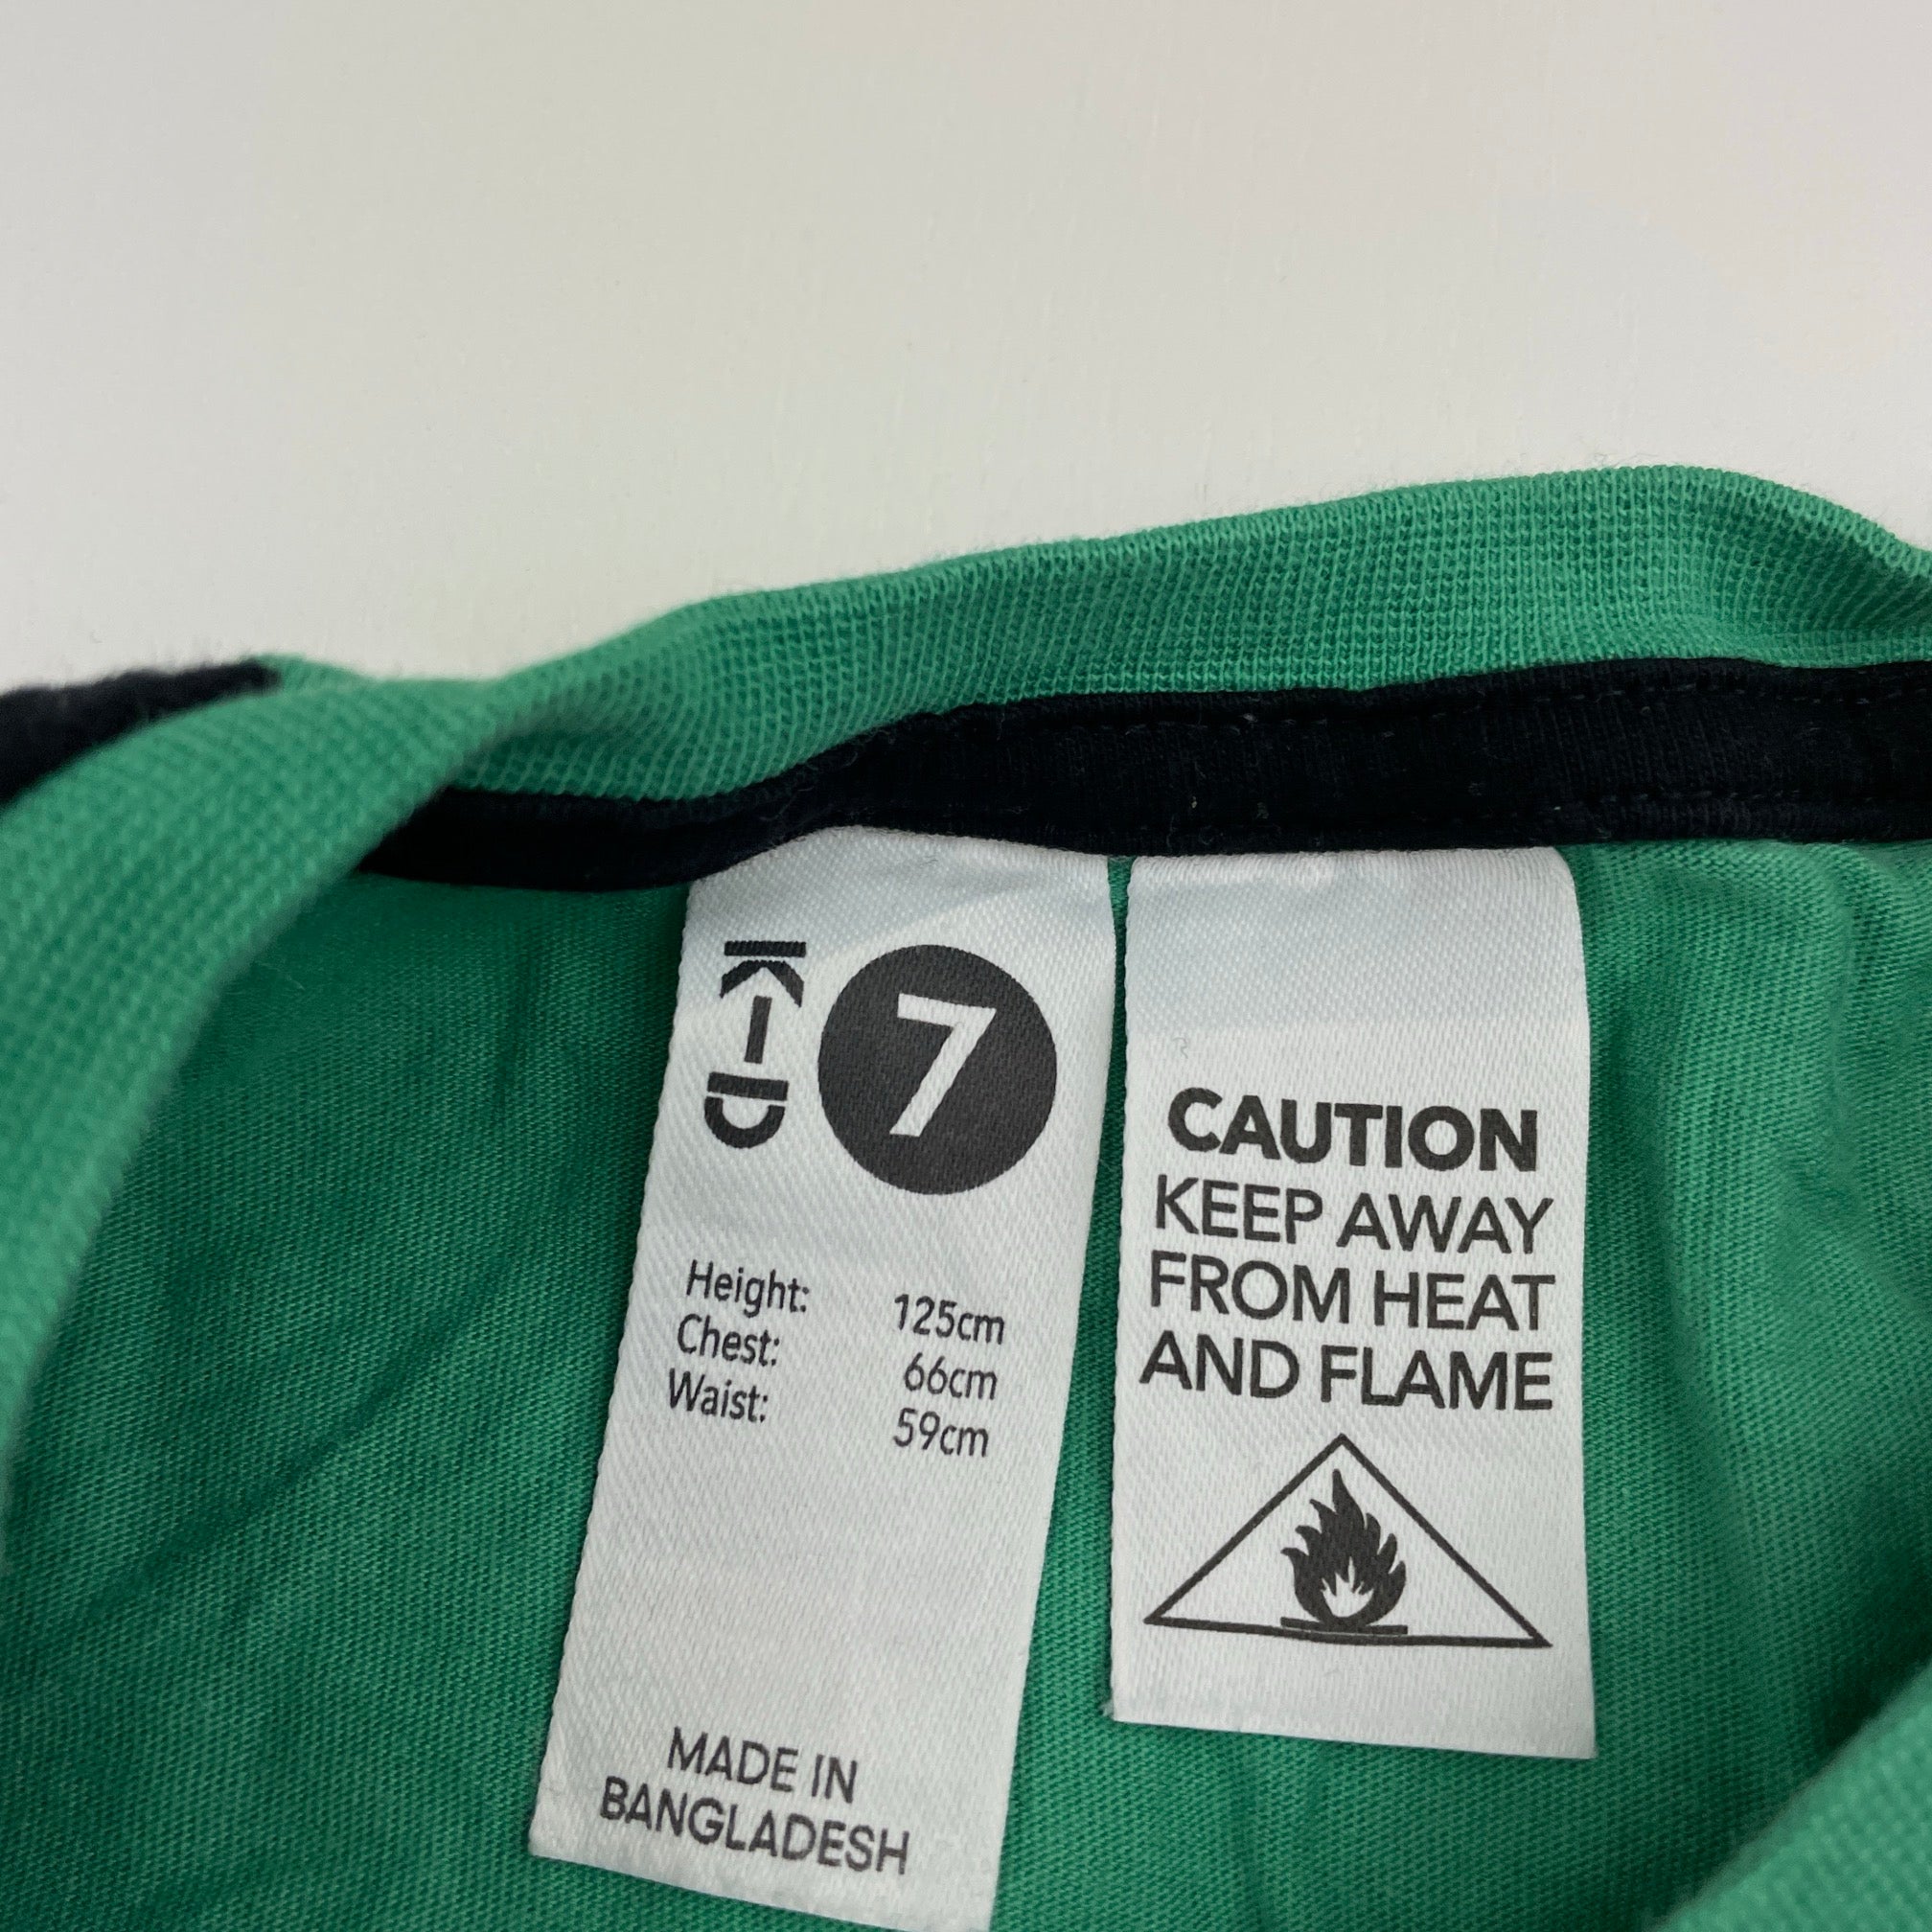 K-D
7
Height: 125cm
Chest: 66cm
Waist: 59cm
MADE IN
BANGLADESH
CAUTION
KEEP AWAY
FROM HEAT
AND FLAME